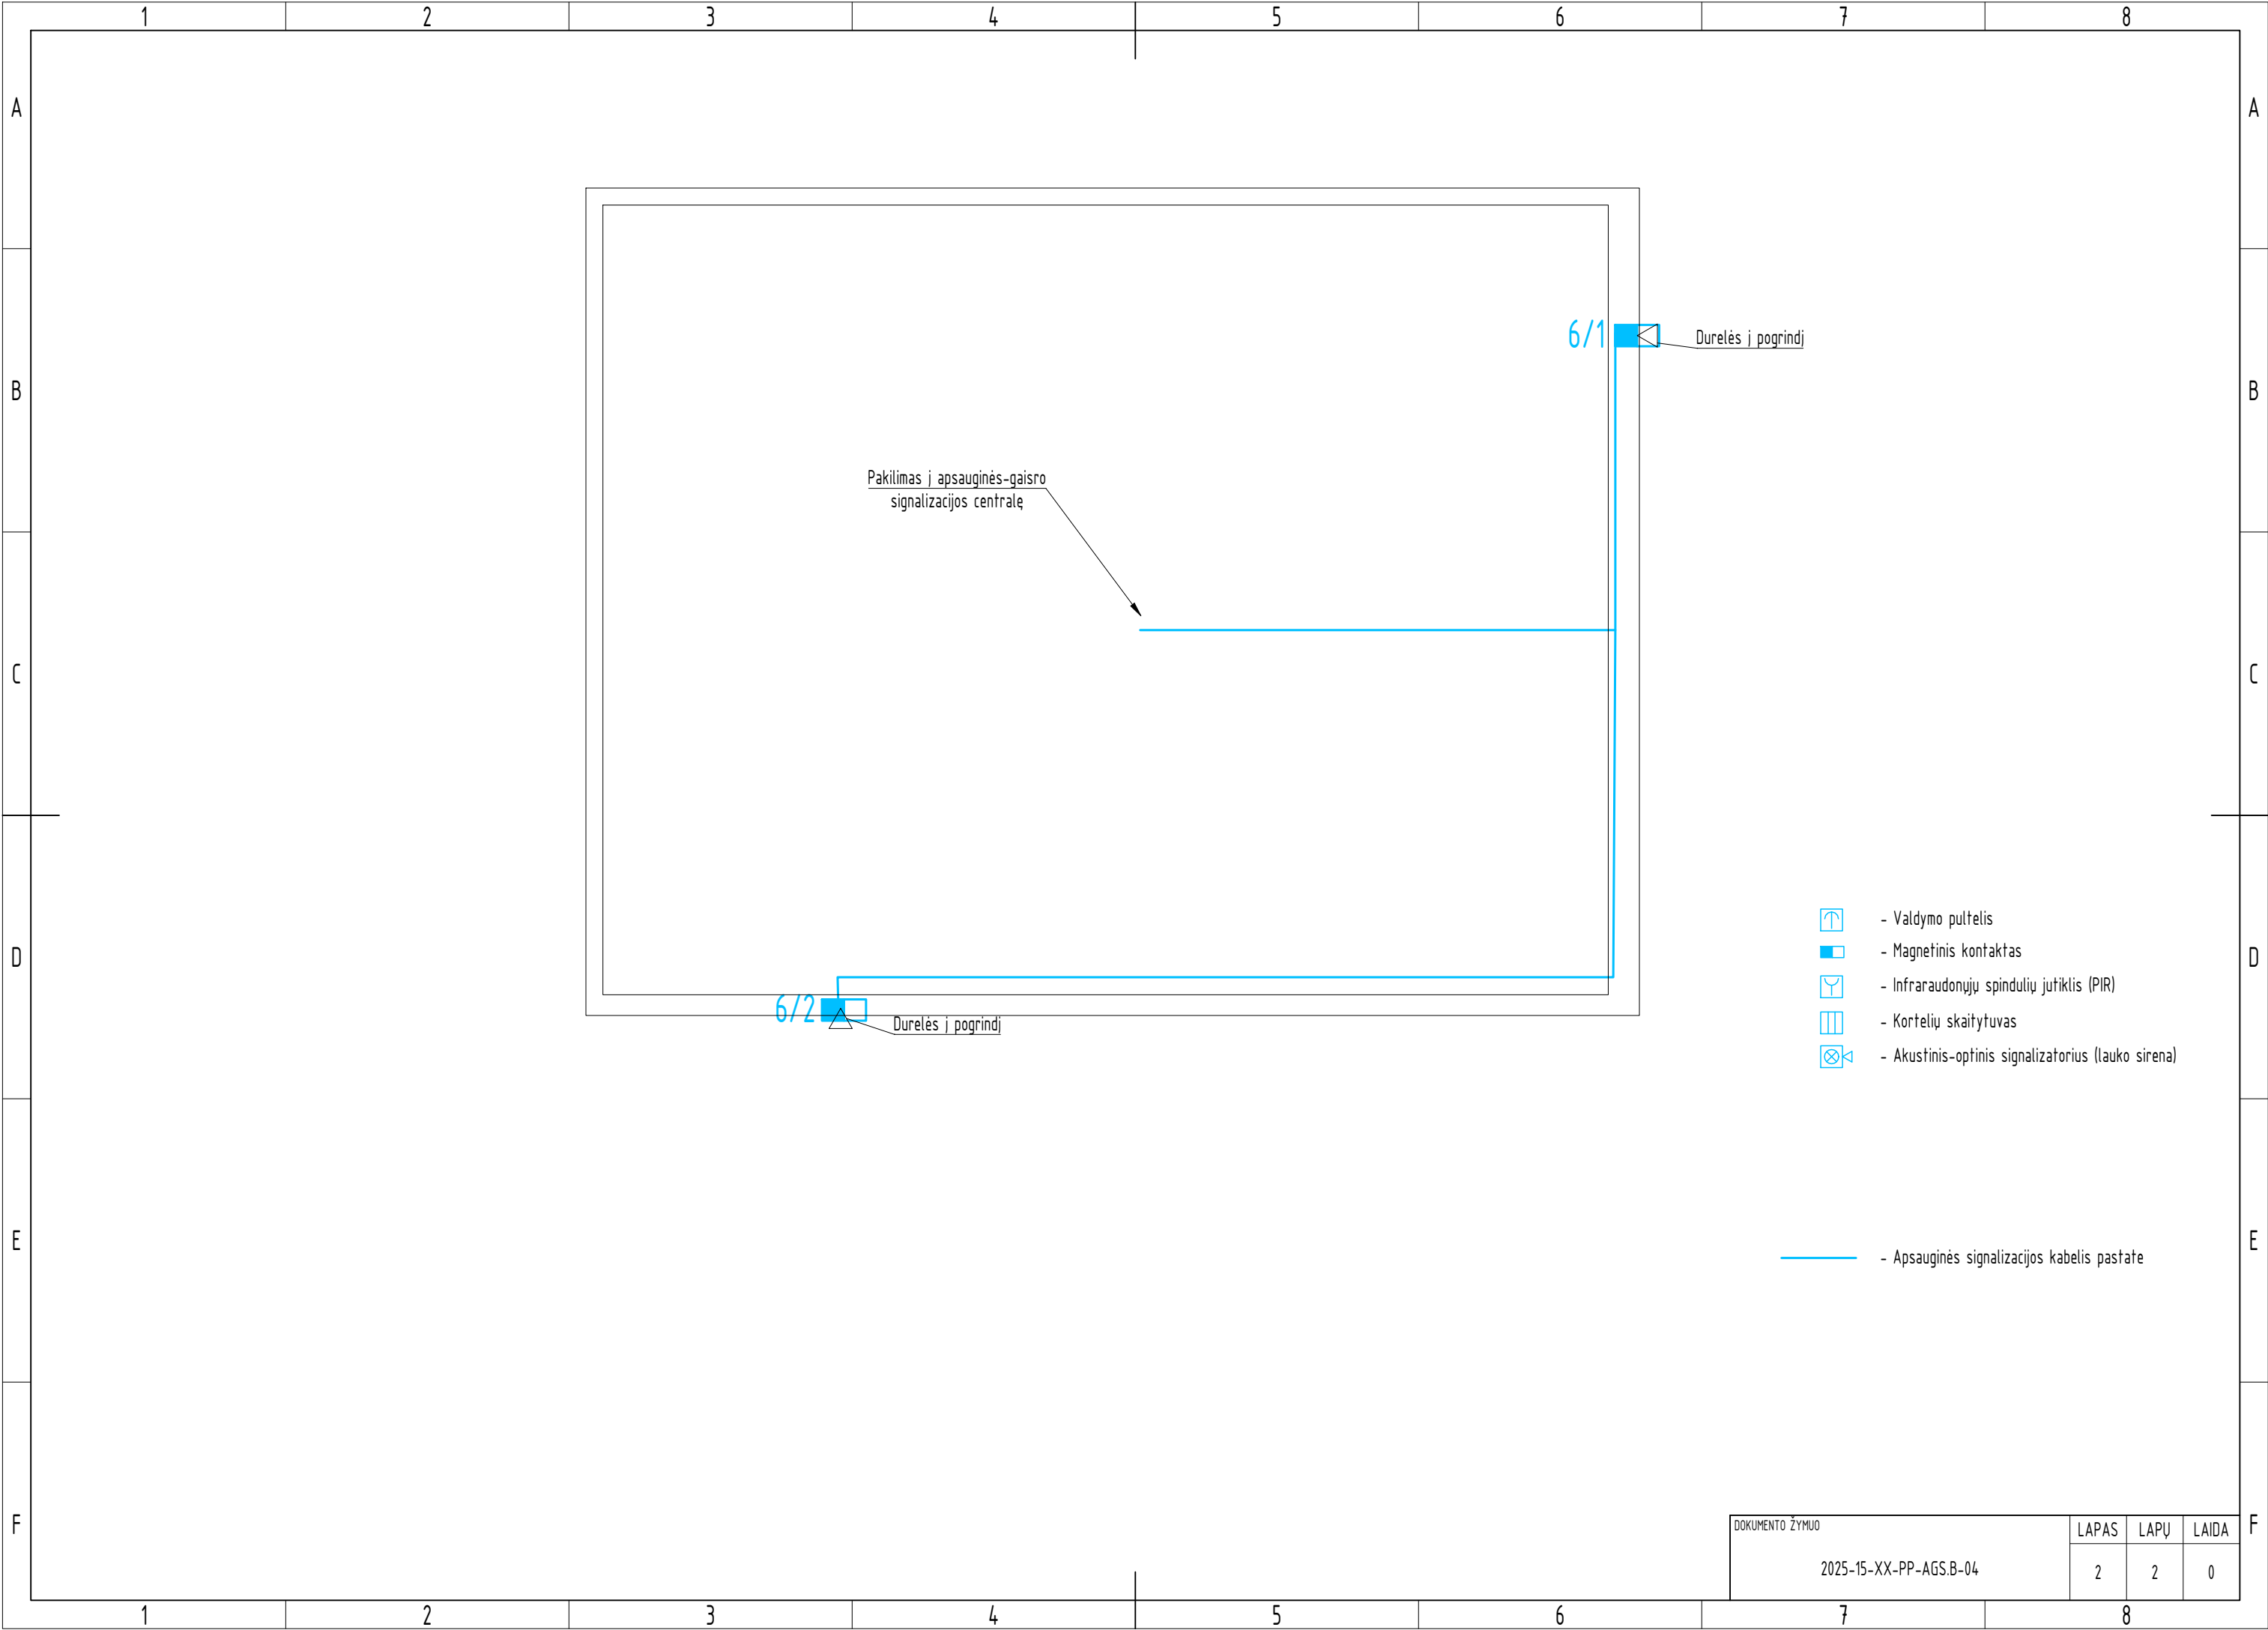 1 2 3 4 5 6 7 8
A A
6/1
Durelės į pogrindį
B B
Pakilimas į apsauginės-gaisro
signalizacijos centralę
C C
- Valdymo pultelis
- Magnetinis kontaktas
D D
- Infraraudonųjų spindulių jutiklis (PIR)
6/2
Durelės į pogrindį
- Kortelių skaitytuvas
- Akustinis-optinis signalizatorius (lauko sirena)
E E
- Apsauginės signalizacijos kabelis pastate
F F
DOKUMENTO ŽYMUO
LAPAS LAPŲ LAIDA
2025-15-XX-PP-AGS.B-04
2 2 0
1 2 3 4 5 6 7 8